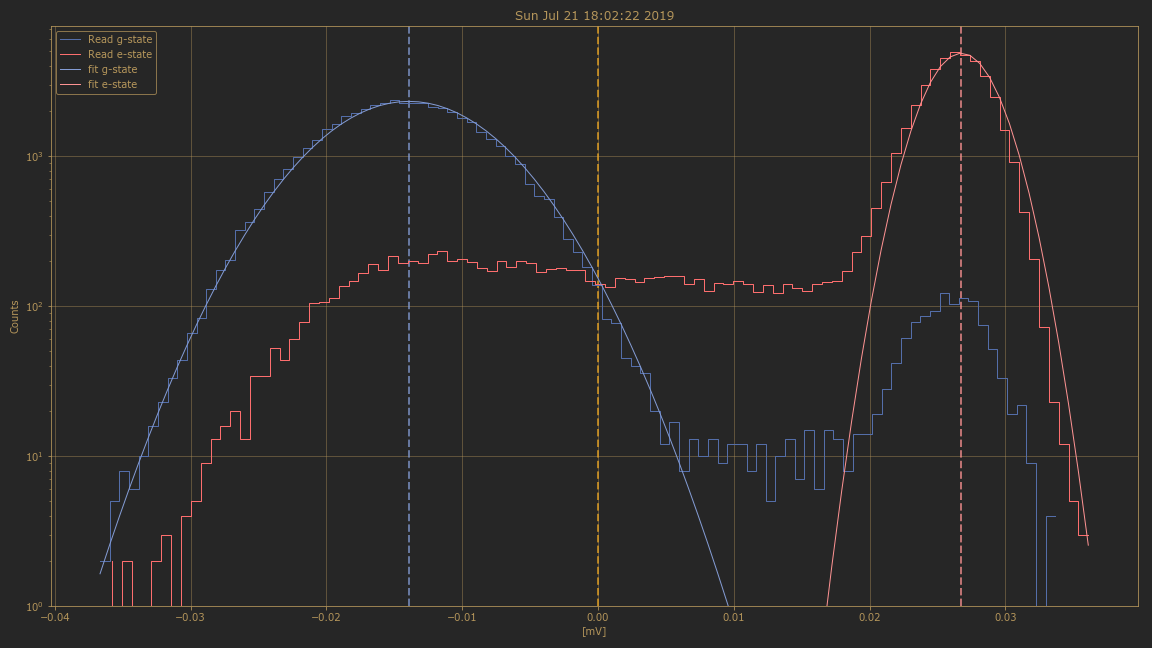 Sun Jul 21 18:02:22 2019
Read g-state
Read e-state
fit g-state
fit e-state
10³
10²
10¹
10⁰
Counts
−0.04 −0.03 −0.02 −0.01 0.00 0.01 0.02 0.03
[mV]